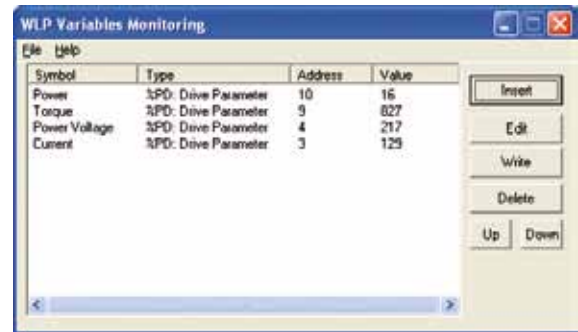 WLP Variables Monitoring
File Help
Symbol Type Address Value
Power %PD: Drive Parameter 10 16
Torque %PD: Drive Parameter 9 827
Power Voltage %PD: Drive Parameter 4 217
Current %PD: Drive Parameter 3 129
Insert
Edit
Write
Delete
Up Down